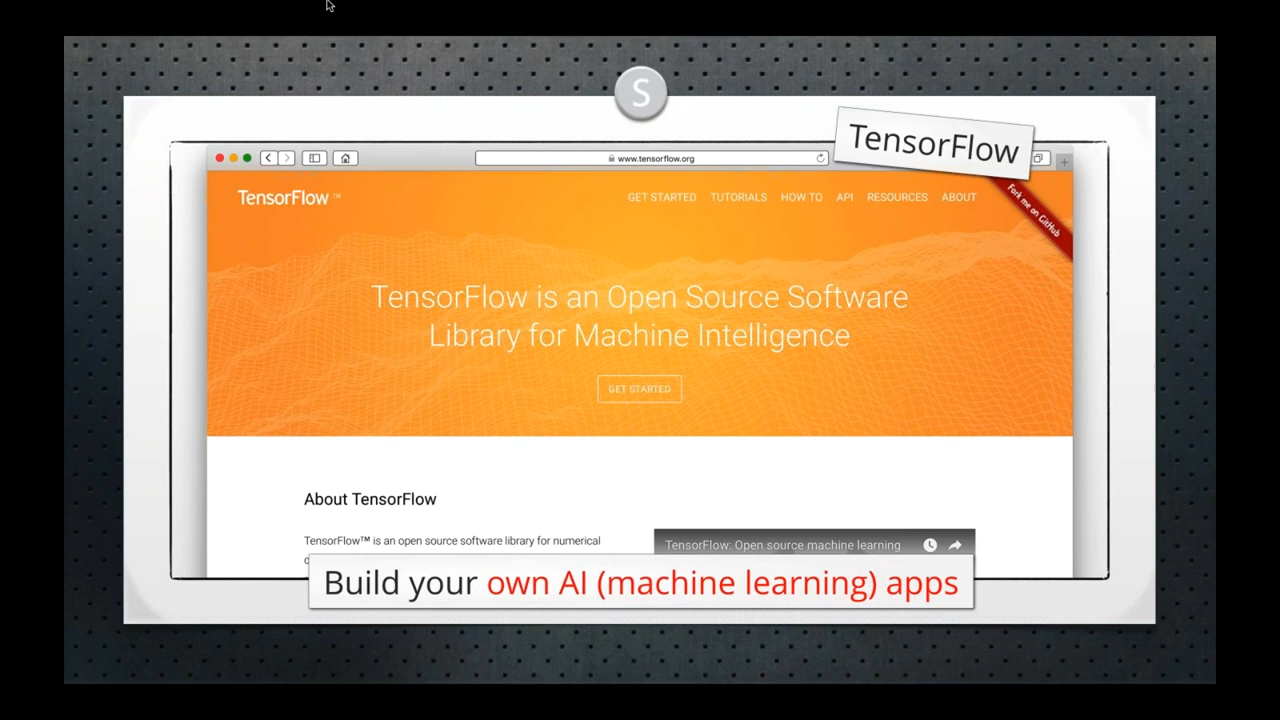 S
TensorFlow
www.tensorflow.org
TensorFlow ™
GET STARTED TUTORIALS HOW TO API RESOURCES ABOUT
Fork me on GitHub
TensorFlow is an Open Source Software
Library for Machine Intelligence
GET STARTED
About TensorFlow
TensorFlow™ is an open source software library for numerical
TensorFlow: Open source machine learning
Build your own AI (machine learning) apps